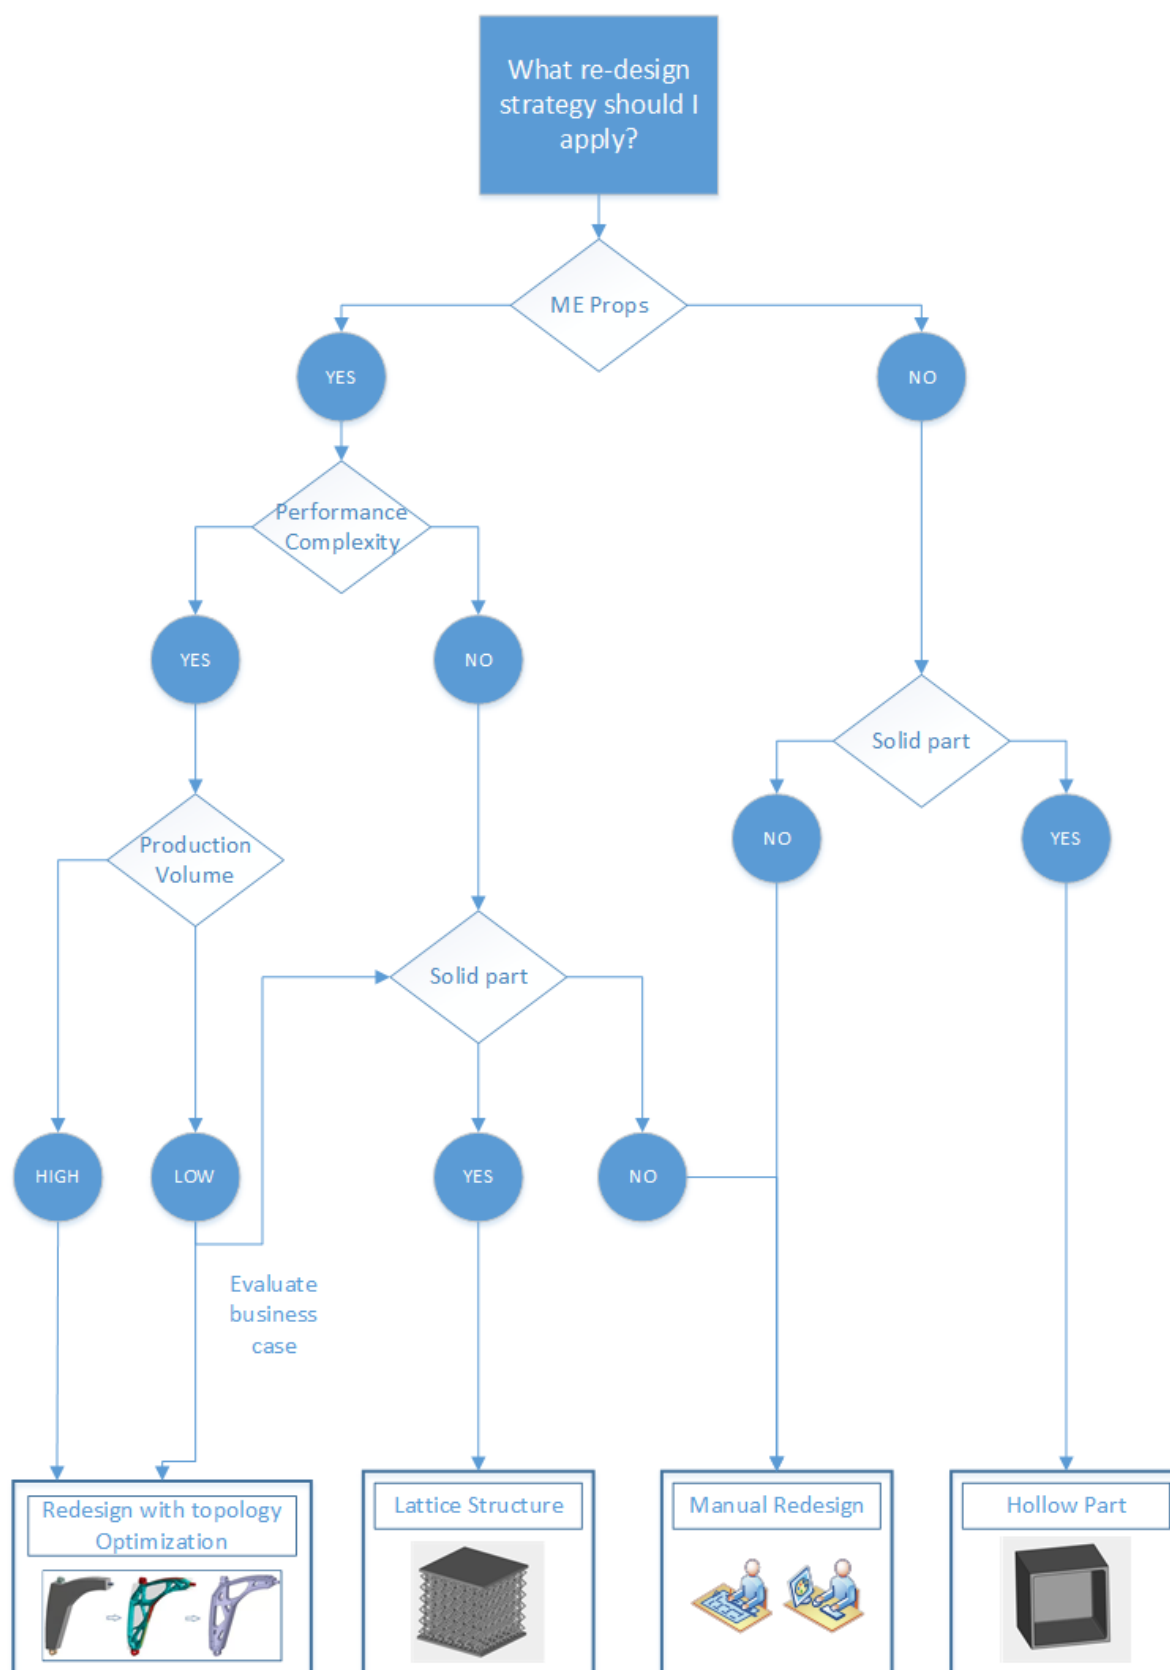 What re-design
strategy should I
apply?
ME Props
YES
NO
Performance
Complexity
YES
NO
Solid part
NO
YES
Production
Volume
Solid part
HIGH
LOW
YES
NO
Evaluate
business
case
Redesign with topology
Optimization
Lattice Structure
Manual Redesign
Hollow Part